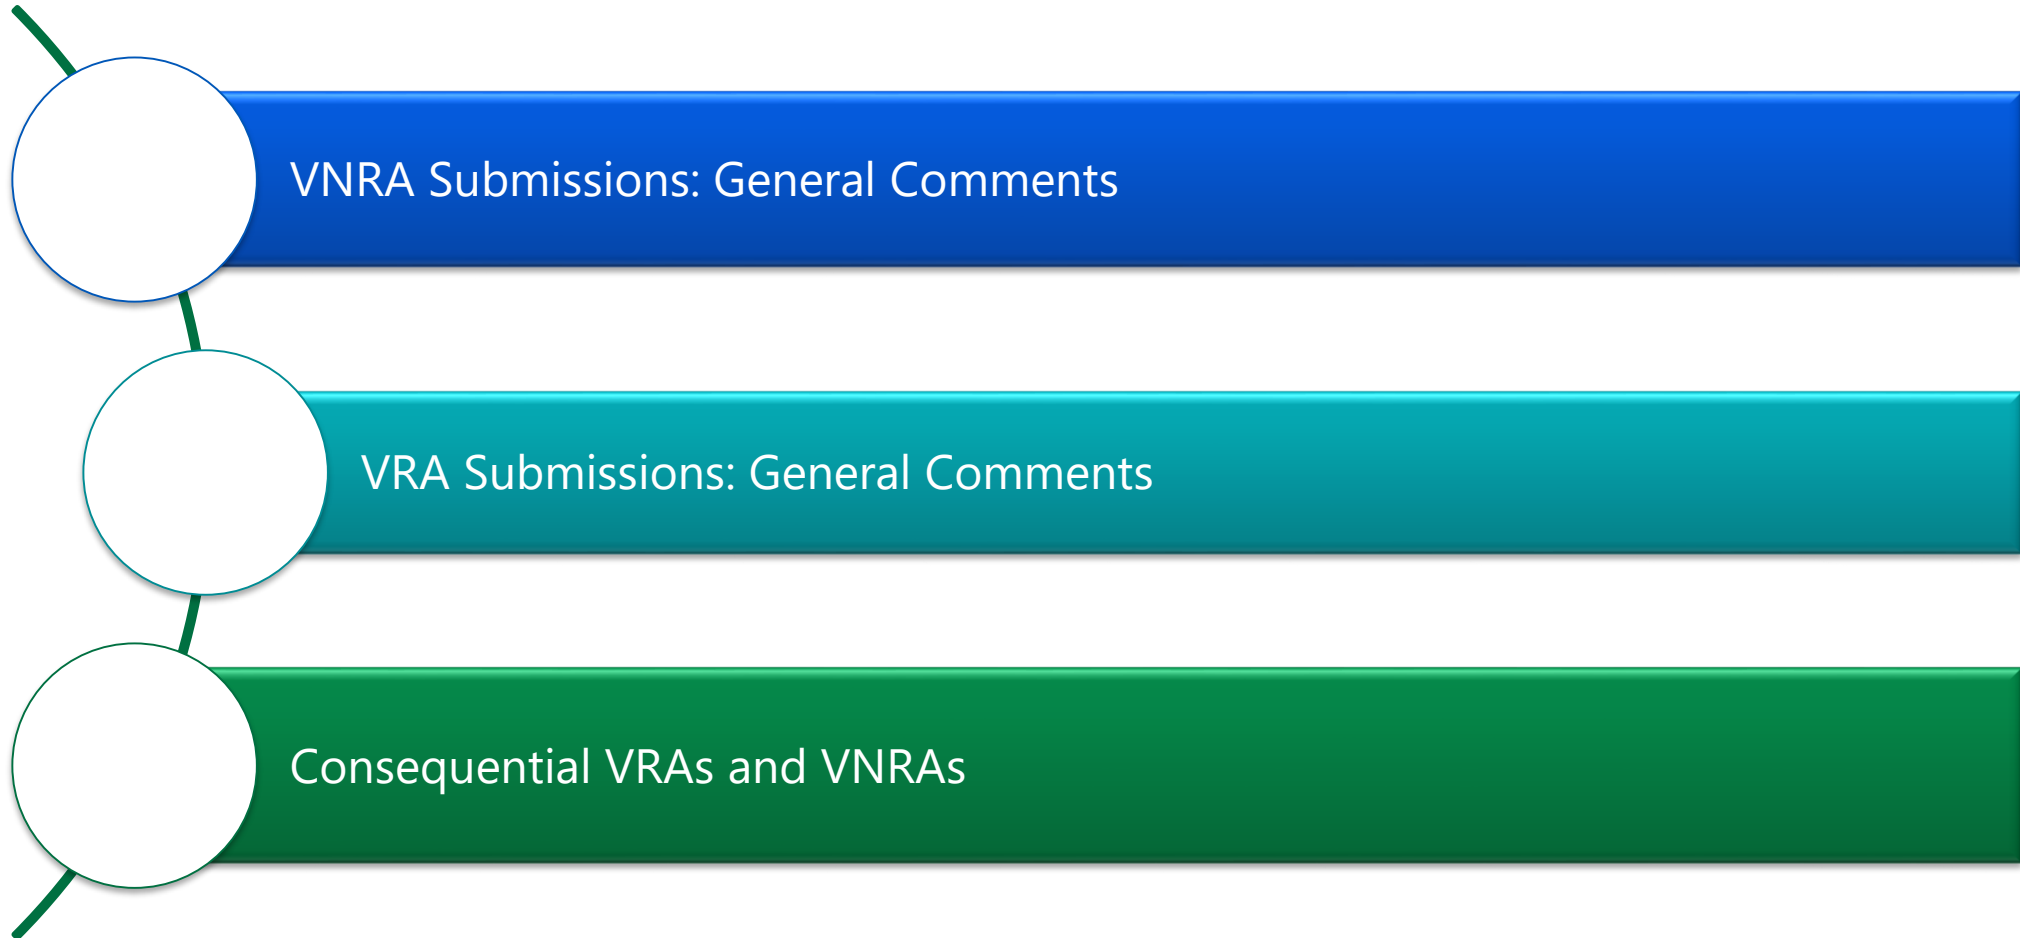 VNRA Submissions: General Comments
VRA Submissions: General Comments
Consequential VRAs and VNRAs